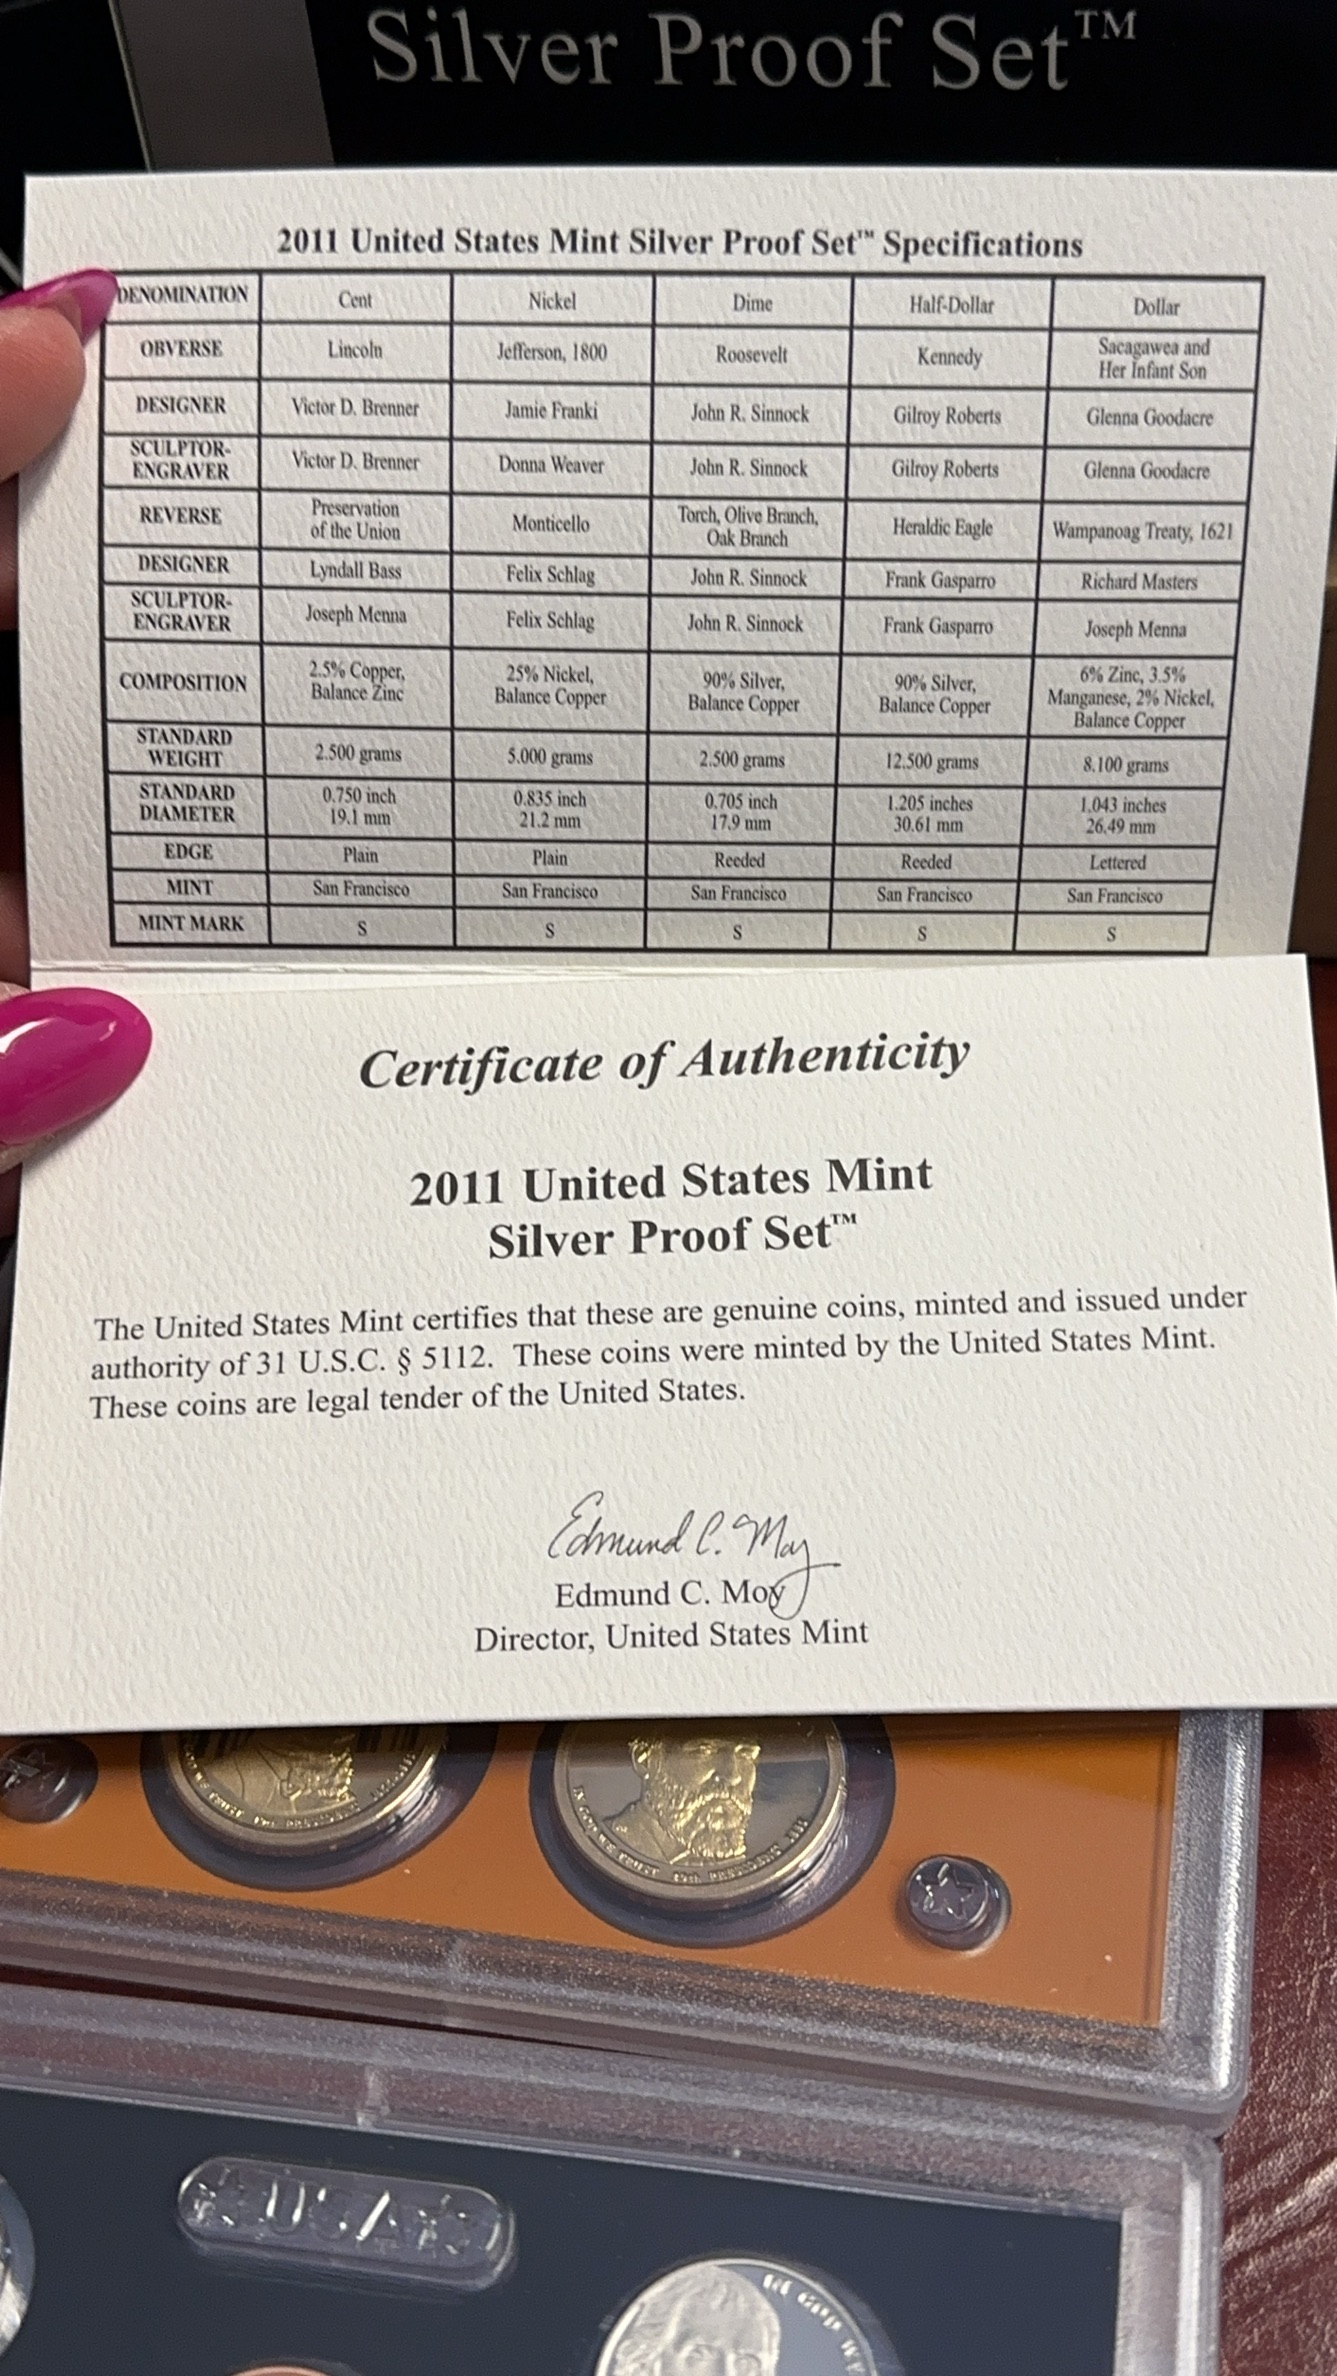 Silver Proof Set™
2011 United States Mint Silver Proof Set™ Specifications
DENOMINATION Cent Nickel Dime Half-Dollar Dollar
OBVERSE Lincoln Jefferson, 1800 Roosevelt Kennedy Sacagawea and
Her Infant Son
DESIGNER Victor D. Brenner Jamie Franki John R. Sinnock Gilroy Roberts Glenna Goodacre
SCULPTOR-
ENGRAVER Victor D. Brenner Donna Weaver John R. Sinnock Gilroy Roberts Glenna Goodacre
REVERSE Preservation
of the Union Monticello Torch, Olive Branch,
Oak Branch Heraldic Eagle Wampanoag Treaty, 1621
DESIGNER Lyndall Bass Felix Schlag John R. Sinnock Frank Gasparro Richard Masters
SCULPTOR-
ENGRAVER Joseph Menna Felix Schlag John R. Sinnock Frank Gasparro Joseph Menna
COMPOSITION 2.5% Copper,
Balance Zinc 25% Nickel,
Balance Copper 90% Silver,
Balance Copper 90% Silver,
Balance Copper 6% Zinc, 3.5%
Manganese, 2% Nickel,
Balance Copper
STANDARD
WEIGHT 2.500 grams 5.000 grams 2.500 grams 12.500 grams 8.100 grams
STANDARD
DIAMETER 0.750 inch
19.1 mm 0.835 inch
21.2 mm 0.705 inch
17.9 mm 1.205 inches
30.61 mm 1.043 inches
26.49 mm
EDGE Plain Plain Reeded Reeded Lettered
MINT San Francisco San Francisco San Francisco San Francisco San Francisco
MINT MARK S S S S S
Certificate of Authenticity
2011 United States Mint
Silver Proof Set™
The United States Mint certifies that these are genuine coins, minted and issued under
authority of 31 U.S.C. § 5112. These coins were minted by the United States Mint.
These coins are legal tender of the United States.
Edmund C. Moy
Edmund C. Moy
Director, United States Mint
IN GOD WE TRUST 20th PRESIDENT 1881
USA
IN GOD WE